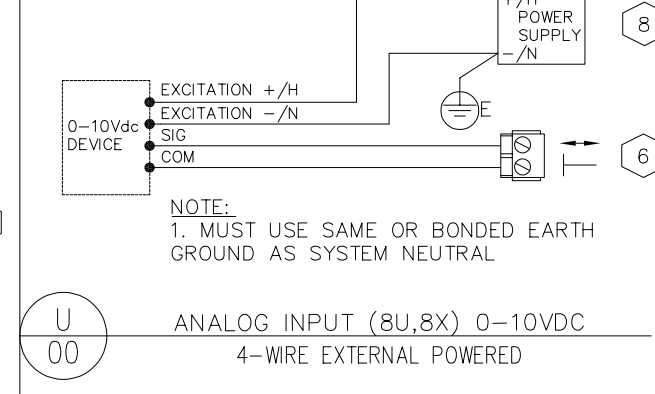 +/H
POWER
SUPPLY
-/N
8
EXCITATION +/H
EXCITATION -/N
0-10Vdc
DEVICE
SIG
COM
E
6
NOTE:
1. MUST USE SAME OR BONDED EARTH
GROUND AS SYSTEM NEUTRAL
U
00
ANALOG INPUT (8U,8X) 0-10VDC
4-WIRE EXTERNAL POWERED